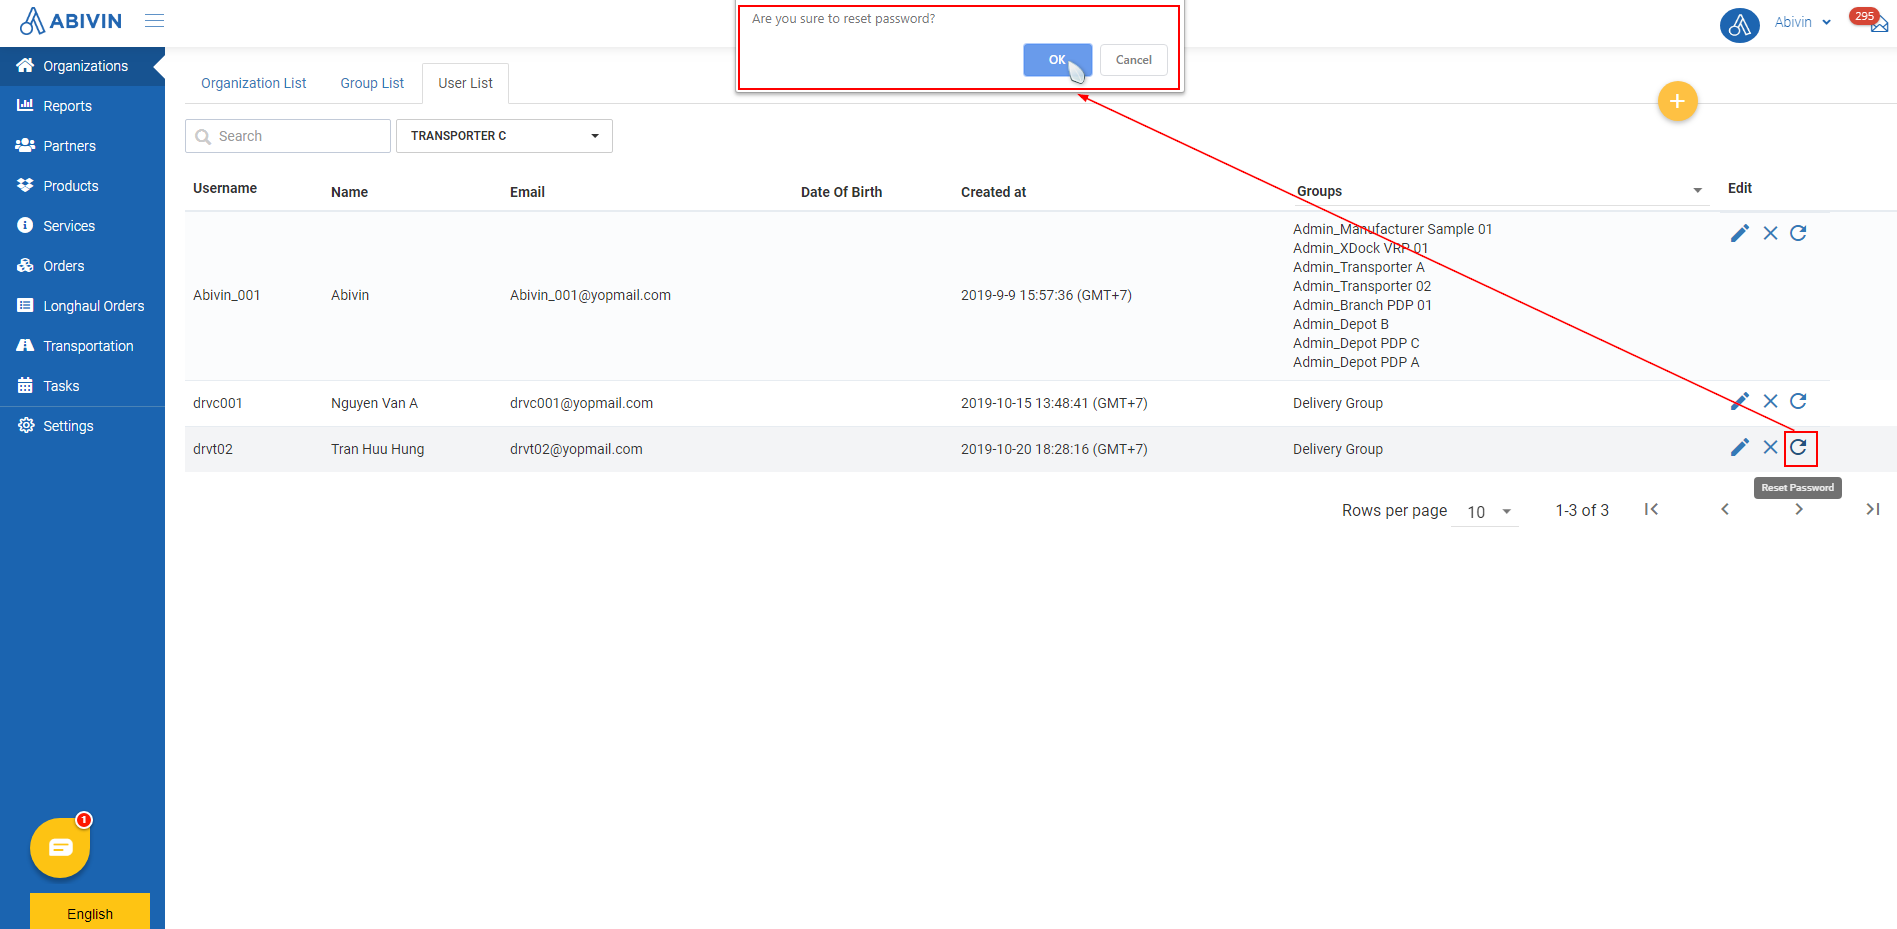 ABIVIN
Are you sure to reset password?
OK
Cancel
Abivin
295
Organizations
Reports
Partners
Products
Services
Orders
Longhaul Orders
Transportation
Tasks
Settings
Organization List
Group List
User List
+
Search
TRANSPORTER C
Username
Name
Email
Date Of Birth
Created at
Groups
Edit
Abivin_001
Abivin
Abivin_001@yopmail.com
2019-9-9 15:57:36 (GMT+7)
Admin_Manufacturer Sample 01
Admin_XDock VRP 01
Admin_Transporter A
Admin_Transporter 02
Admin_Branch PDP 01
Admin_Depot B
Admin_Depot PDP C
Admin_Depot PDP A
drvc001
Nguyen Van A
drvc001@yopmail.com
2019-10-15 13:48:41 (GMT+7)
Delivery Group
drvt02
Tran Huu Hung
drvt02@yopmail.com
2019-10-20 18:28:16 (GMT+7)
Delivery Group
Reset Password
Rows per page
10
1-3 of 3
1
English